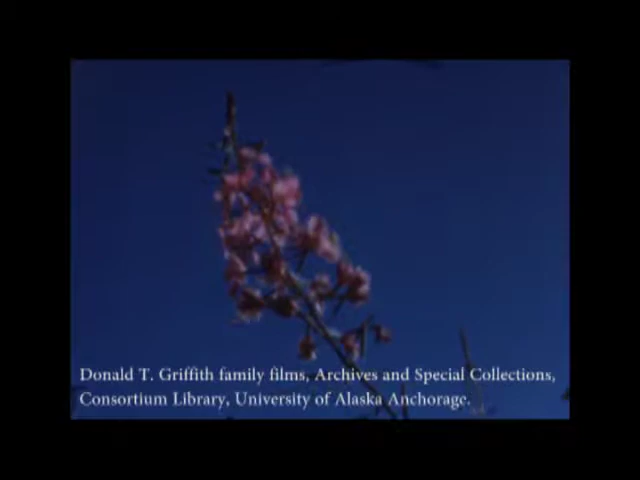 Donald T. Griffith family films, Archives and Special Collections,
Consortium Library, University of Alaska Anchorage.